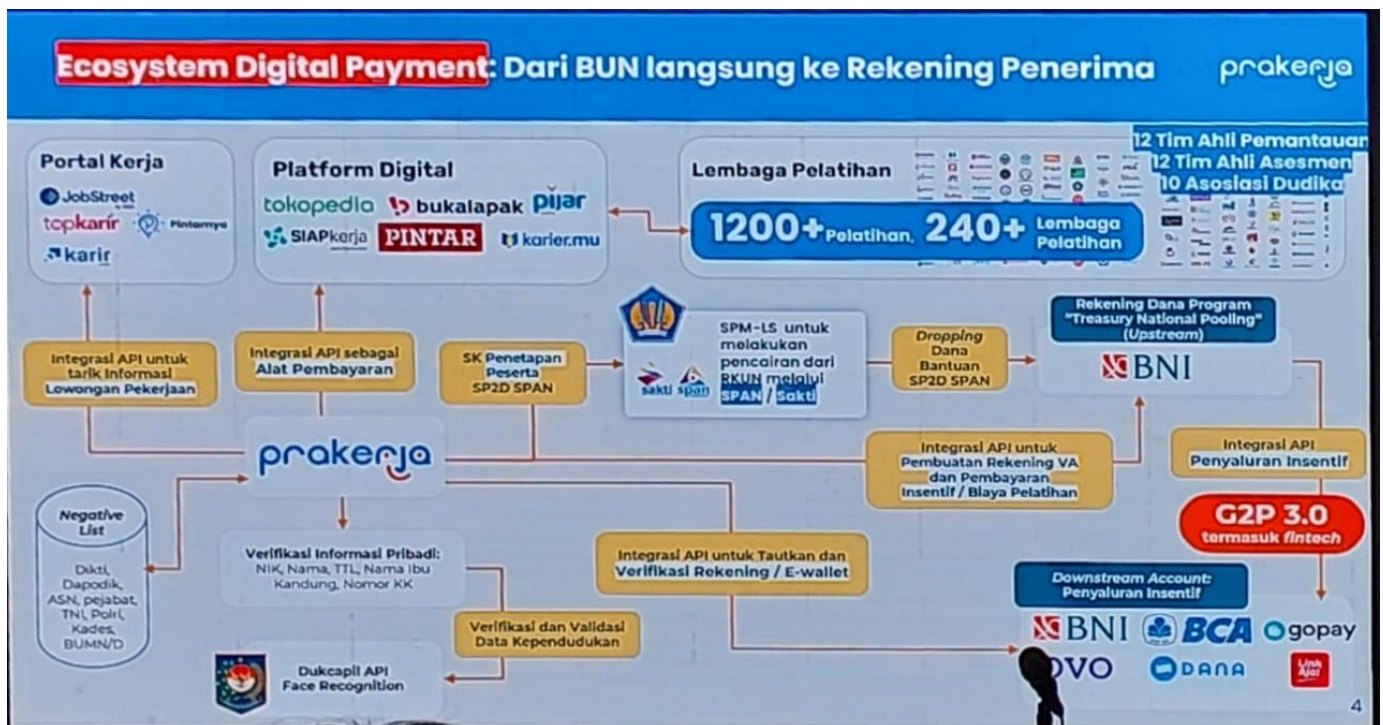 Ecosystem Digital Payment: Dari BUN langsung ke Rekening Penerima
prakerja
Portal Kerja
JobStreet
topkarir
Pintarnya
karir
Platform Digital
tokopedia
bukalapak
pijar
SIAPkerja
PINTAR
karier.mu
Lembaga Pelatihan
1200+ Pelatihan, 240+ Lembaga
Pelatihan
12 Tim Ahli Pemantauan
12 Tim Ahli Asesmen
10 Asosiasi Dudika
Integrasi API untuk
tarik Informasi
Lowongan Pekerjaan
Integrasi API sebagai
Alat Pembayaran
SK Penetapan
Peserta
SP2D SPAN
sakti
span
SPM-LS untuk
melakukan
pencairan dari
RKUN melalui
SPAN / Sakti
Dropping
Dana
Bantuan
SP2D SPAN
Rekening Dana Program
"Treasury National Pooling"
(Upstream)
BNI
prakerja
Integrasi API untuk
Pembuatan Rekening VA
dan Pembayaran
Insentif / Biaya Pelatihan
Integrasi API
Penyaluran Insentif
G2P 3.0
termasuk fintech
Negative
List
Dikti,
Dapodik,
ASN, pejabat,
TNI, Polri,
Kades,
BUMN/D
Verifikasi Informasi Pribadi:
NIK, Nama, TTL, Nama Ibu
Kandung, Nomor KK
Verifikasi dan Validasi
Data Kependudukan
Dukcapil API
Face Recognition
Integrasi API untuk Tautkan dan
Verifikasi Rekening / E-wallet
Downstream Account:
Penyaluran Insentif
BNI
BCA
gopay
OVO
DANA
Link
Aja!
4